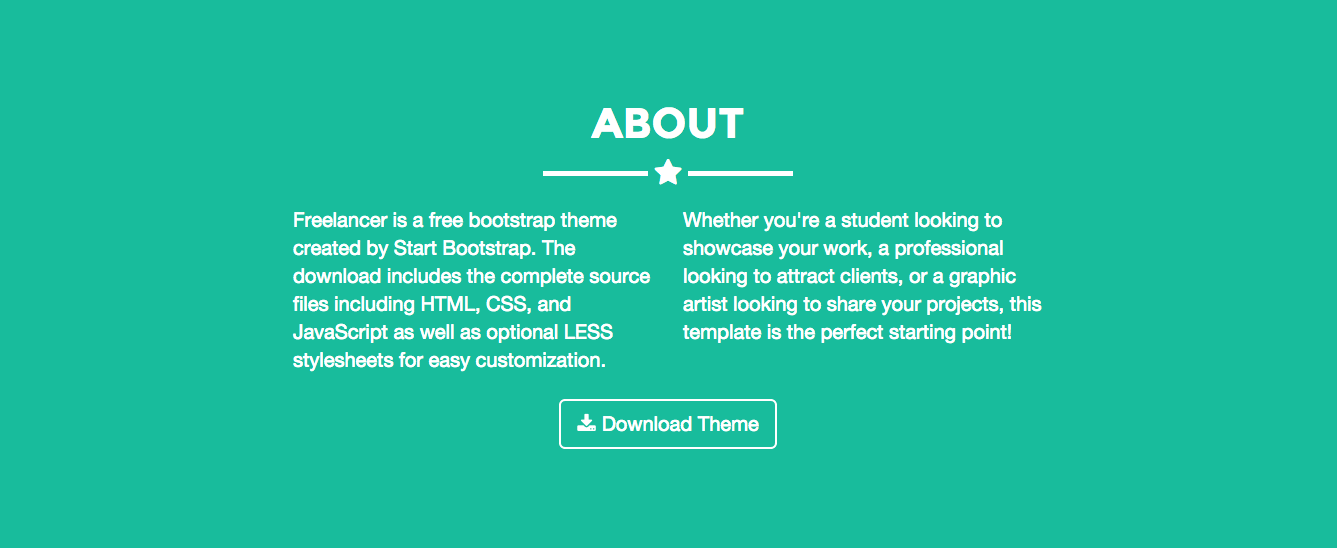 ABOUT
Freelancer is a free bootstrap theme
created by Start Bootstrap. The
download includes the complete source
files including HTML, CSS, and
JavaScript as well as optional LESS
stylesheets for easy customization.
Whether you're a student looking to
showcase your work, a professional
looking to attract clients, or a graphic
artist looking to share your projects, this
template is the perfect starting point!
Download Theme